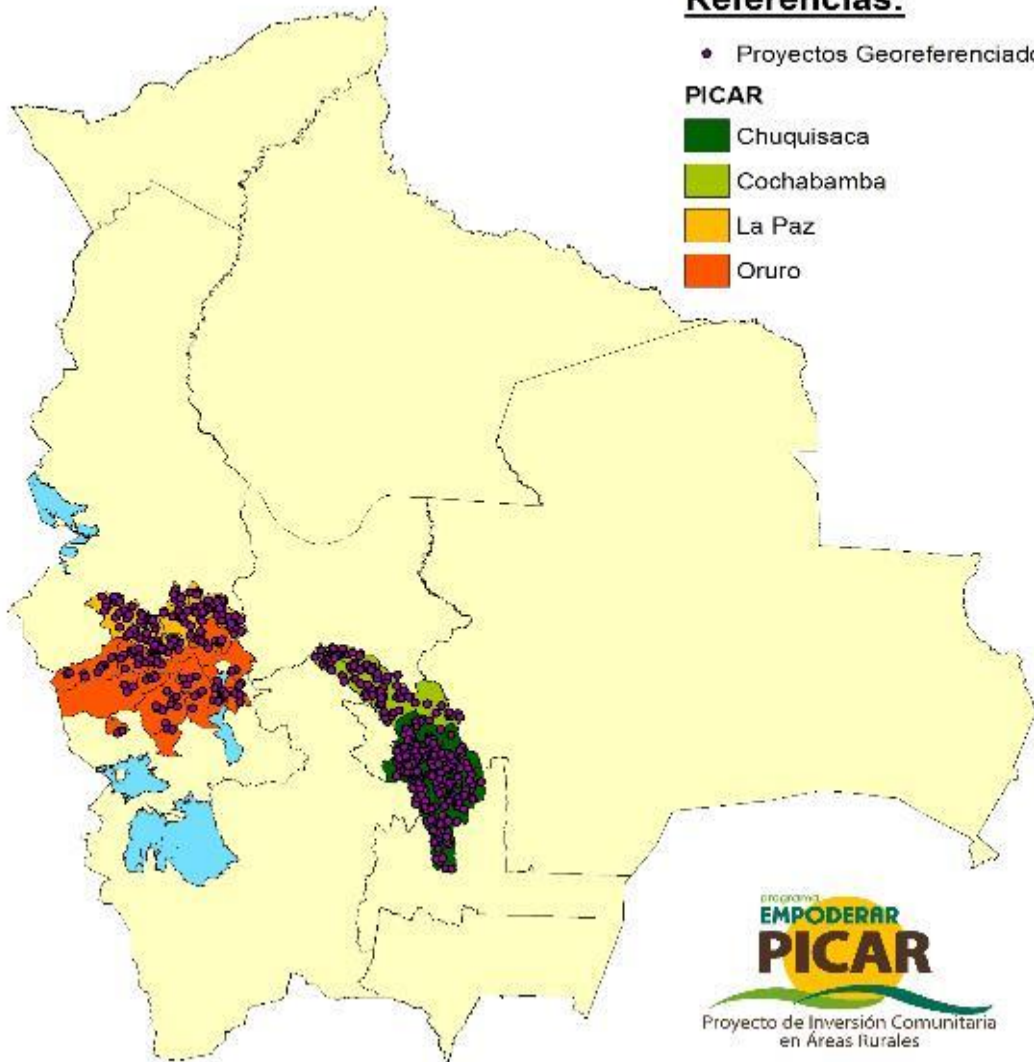 Referencias:
Proyectos Georeferenciado
PICAR
Chuquisaca
Cochabamba
La Paz
Oruro
programa
EMPODERAR
PICAR
Proyecto de Inversión Comunitaria
en Áreas Rurales